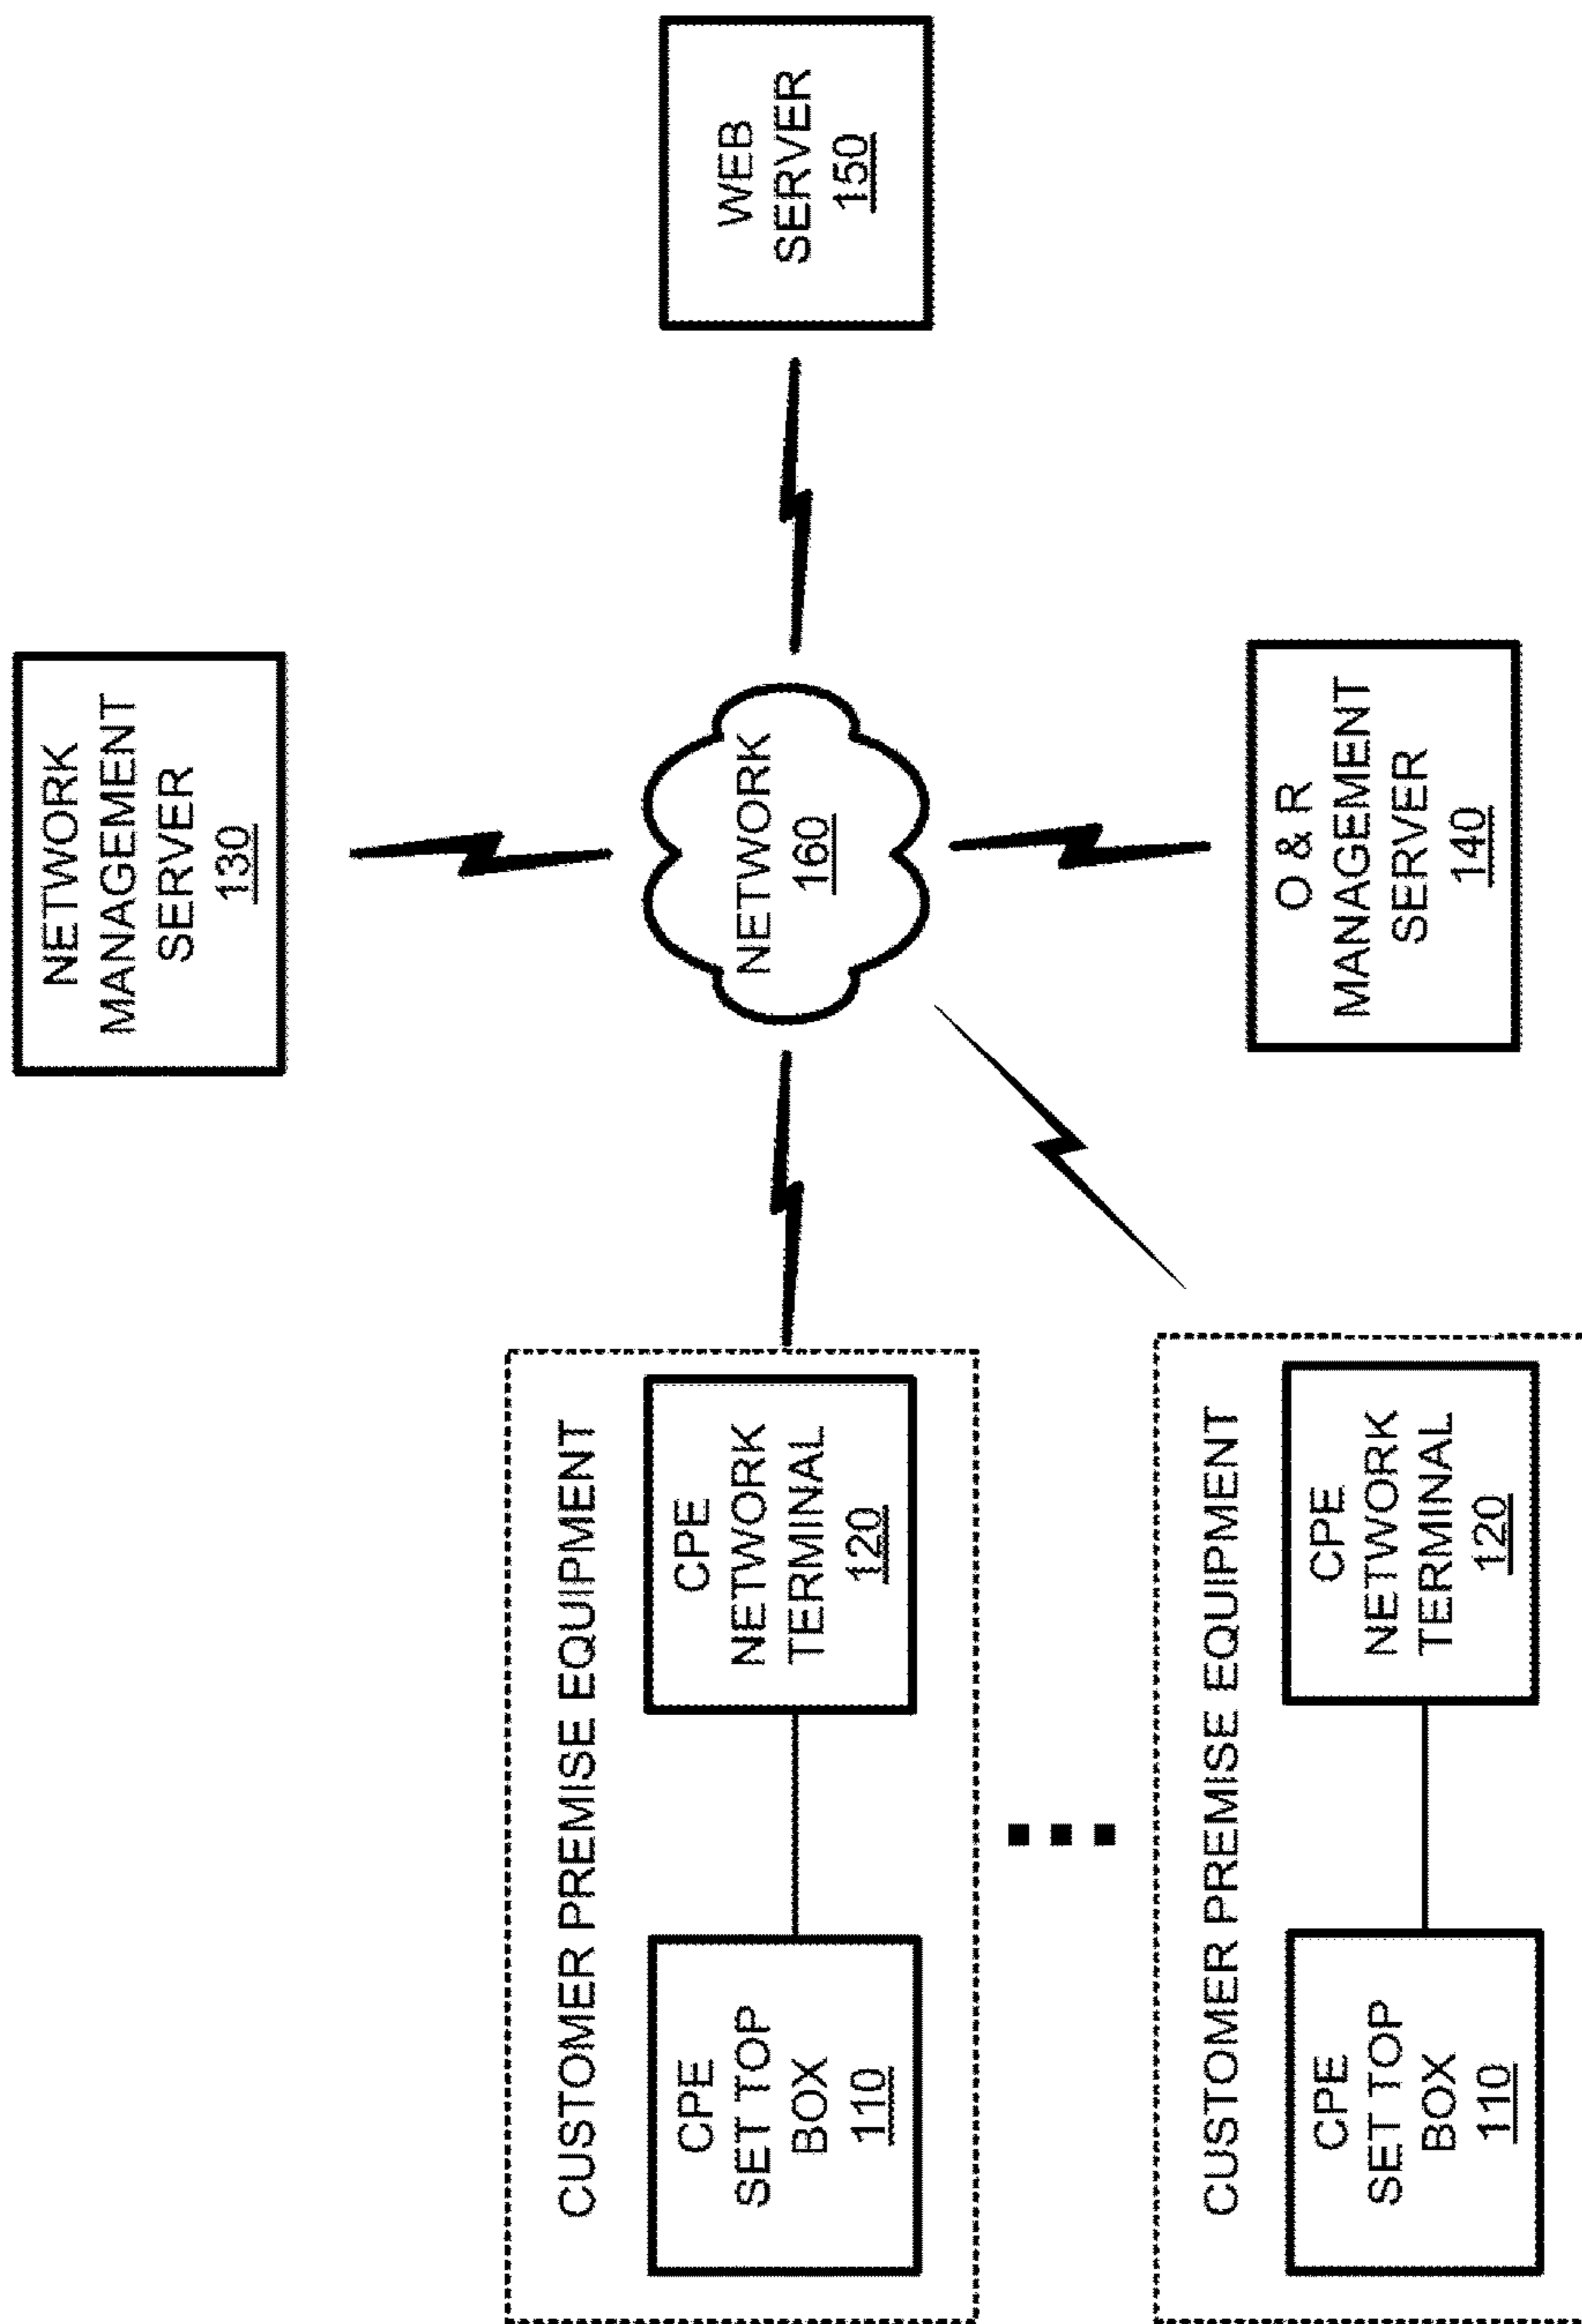 NETWORK
MANAGEMENT
SERVER
130
CUSTOMER PREMISE EQUIPMENT
CPE
SET TOP
BOX
110
CPE
NETWORK
TERMINAL
120
NETWORK
160
WEB
SERVER
150
CUSTOMER PREMISE EQUIPMENT
CPE
SET TOP
BOX
110
CPE
NETWORK
TERMINAL
120
O & R
MANAGEMENT
SERVER
140